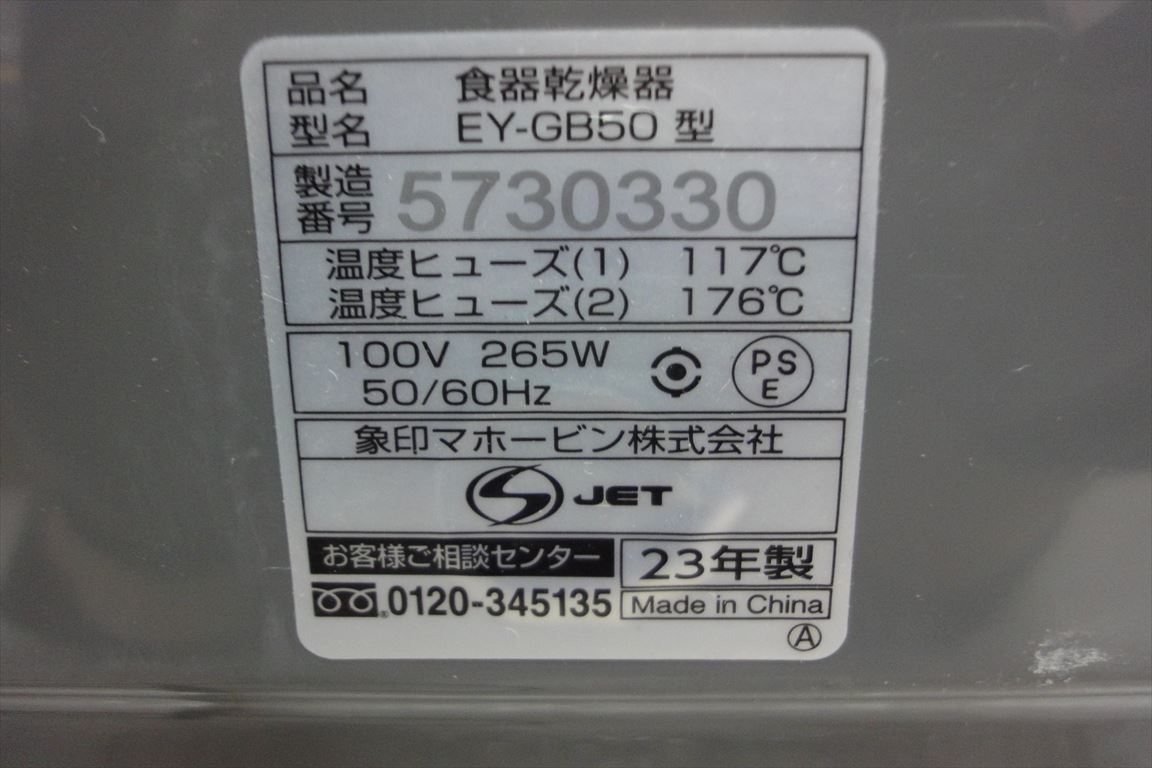 品名 食器乾燥器
型名 EY-GB50 型
製造番号 5730330
温度ヒューズ(1) 117℃
温度ヒューズ(2) 176℃
100V 265W
50/60Hz
PS
E
象印マホービン株式会社
S JET
お客様ご相談センター
0120-345135
23年製
Made in China
A